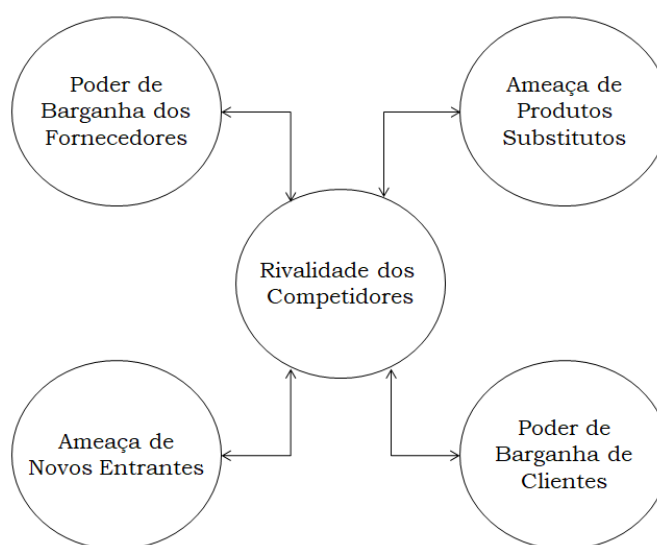 Poder de
Barganha dos
Fornecedores
Ameaça de
Produtos
Substitutos
Rivalidade dos
Competidores
Ameaça de
Novos Entrantes
Poder de
Barganha de
Clientes